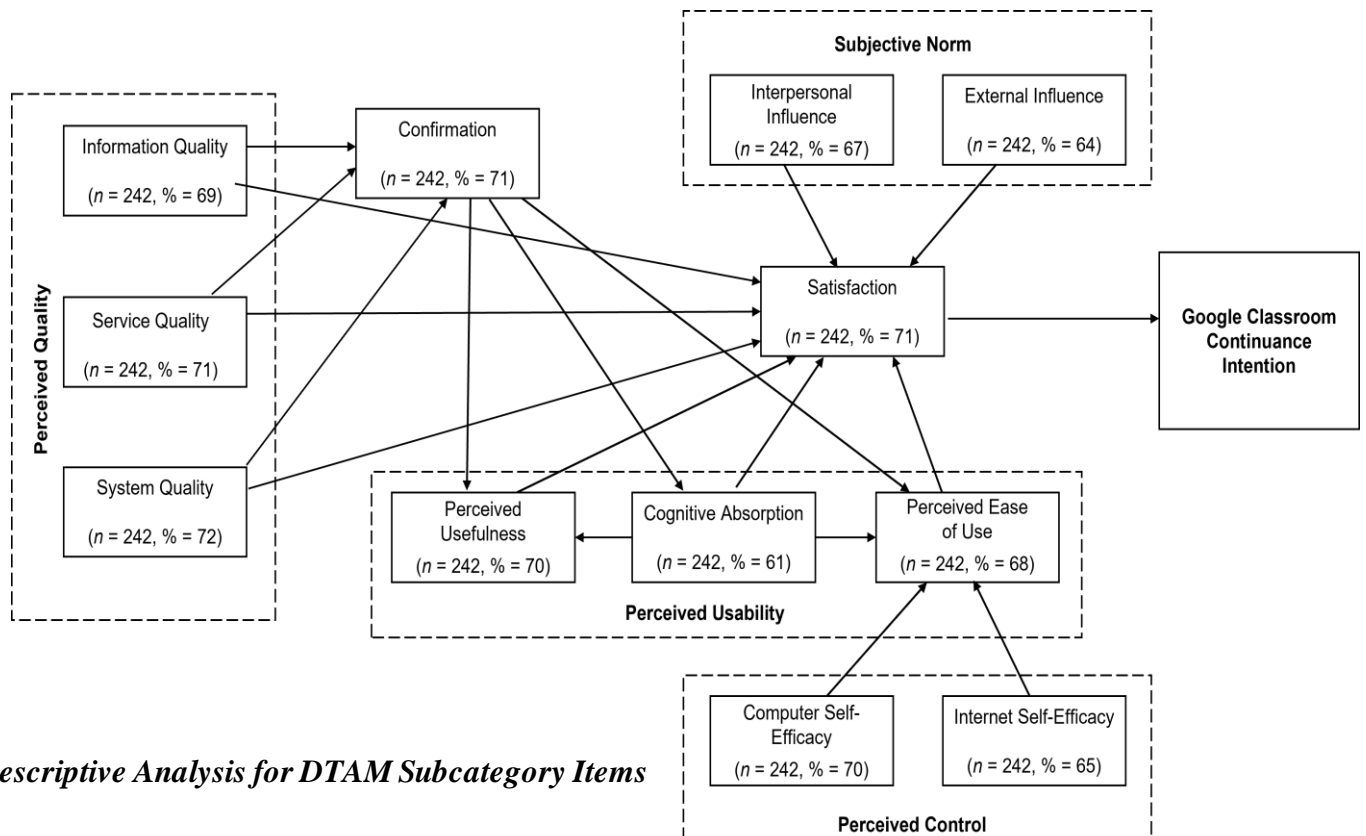 Subjective Norm
Interpersonal
Influence
(n = 242, % = 67)
External Influence
(n = 242, % = 64)
Confirmation
(n = 242, % = 71)
Information Quality
(n = 242, % = 69)
Service Quality
(n = 242, % = 71)
System Quality
(n = 242, % = 72)
Perceived Quality
Satisfaction
(n = 242, % = 71)
Google Classroom
Continuance
Intention
Perceived
Usefulness
(n = 242, % = 70)
Cognitive Absorption
(n = 242, % = 61)
Perceived Ease
of Use
(n = 242, % = 68)
Perceived Usability
Computer Self-
Efficacy
(n = 242, % = 70)
Internet Self-Efficacy
(n = 242, % = 65)
Perceived Control
escriptive Analysis for DTAM Subcategory Items